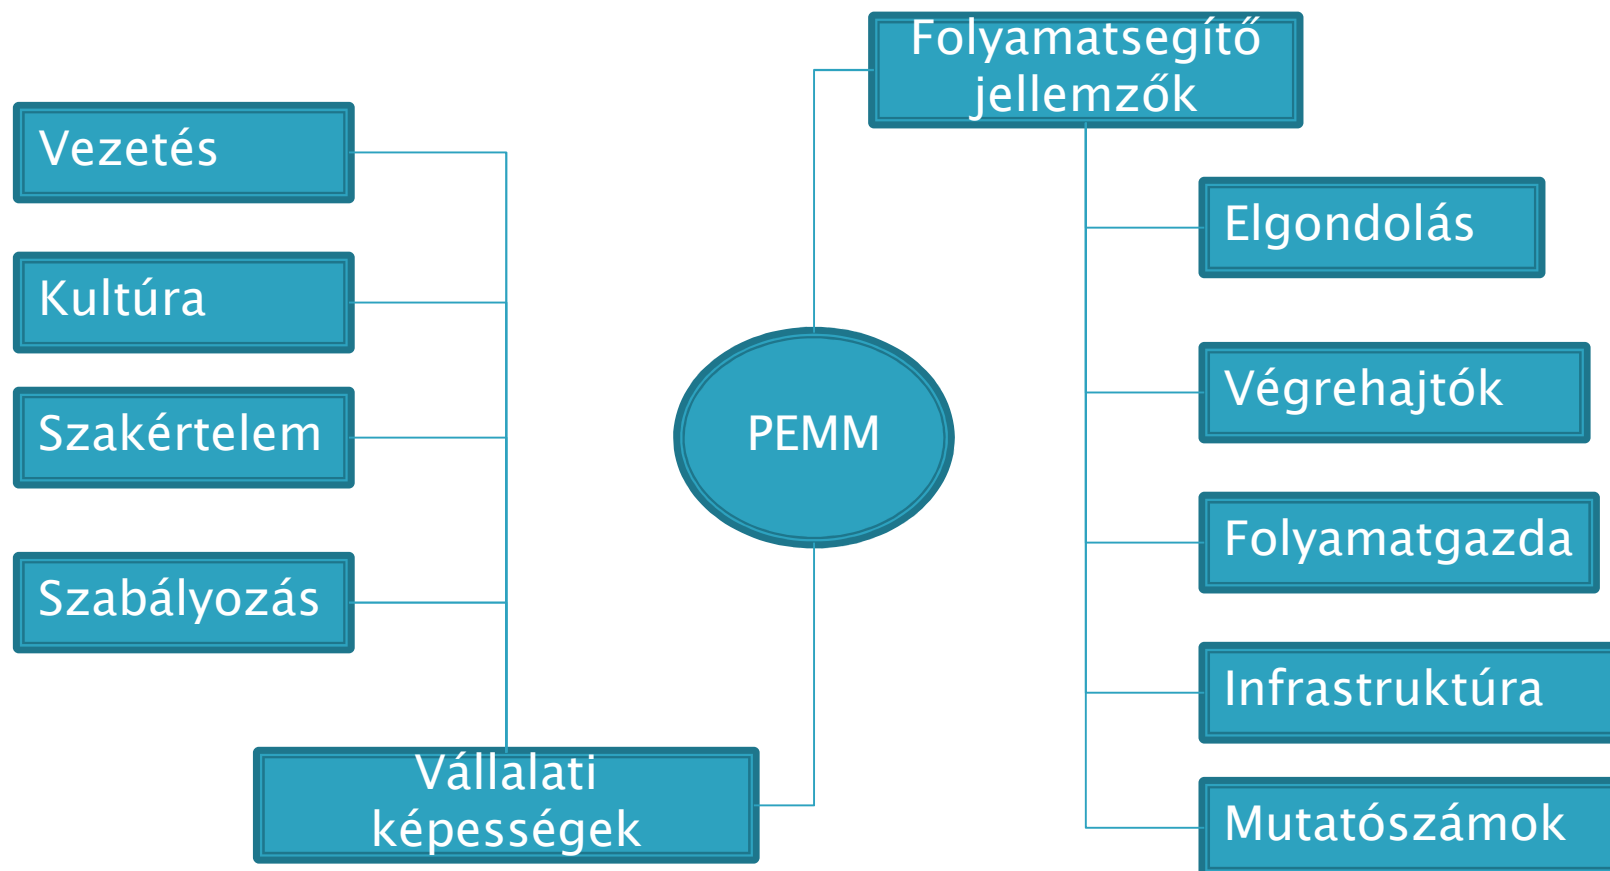 Folyamatsegítő
jellemzők
Vezetés
Elgondolás
Kultúra
Végrehajtók
Szakértelem
PEMM
Folyamatgazda
Szabályozás
Infrastruktúra
Vállalati
képességek
Mutatószámok